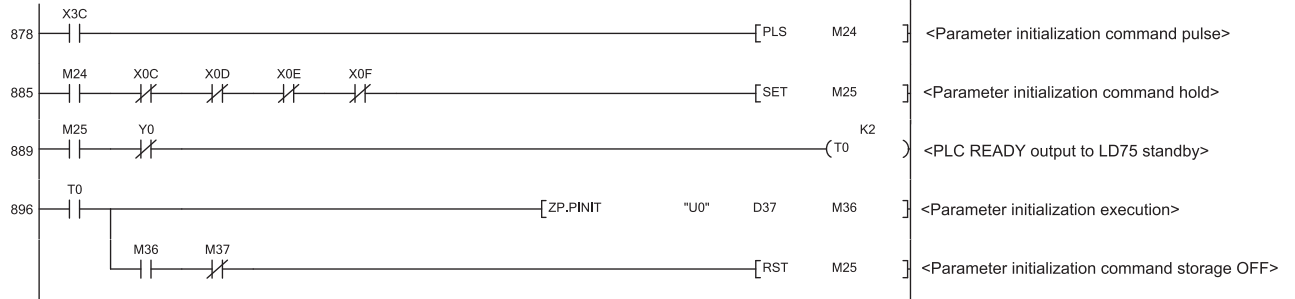 X3C
878 PLS M24 <Parameter initialization command pulse>
M24 X0C X0D X0E X0F
885 SET M25 <Parameter initialization command hold>
M25 Y0 K2
889 T0 <PLC READY output to LD75 standby>
T0
896 ZP.PINIT "U0" D37 M36 <Parameter initialization execution>
M36 M37
RST M25 <Parameter initialization command storage OFF>